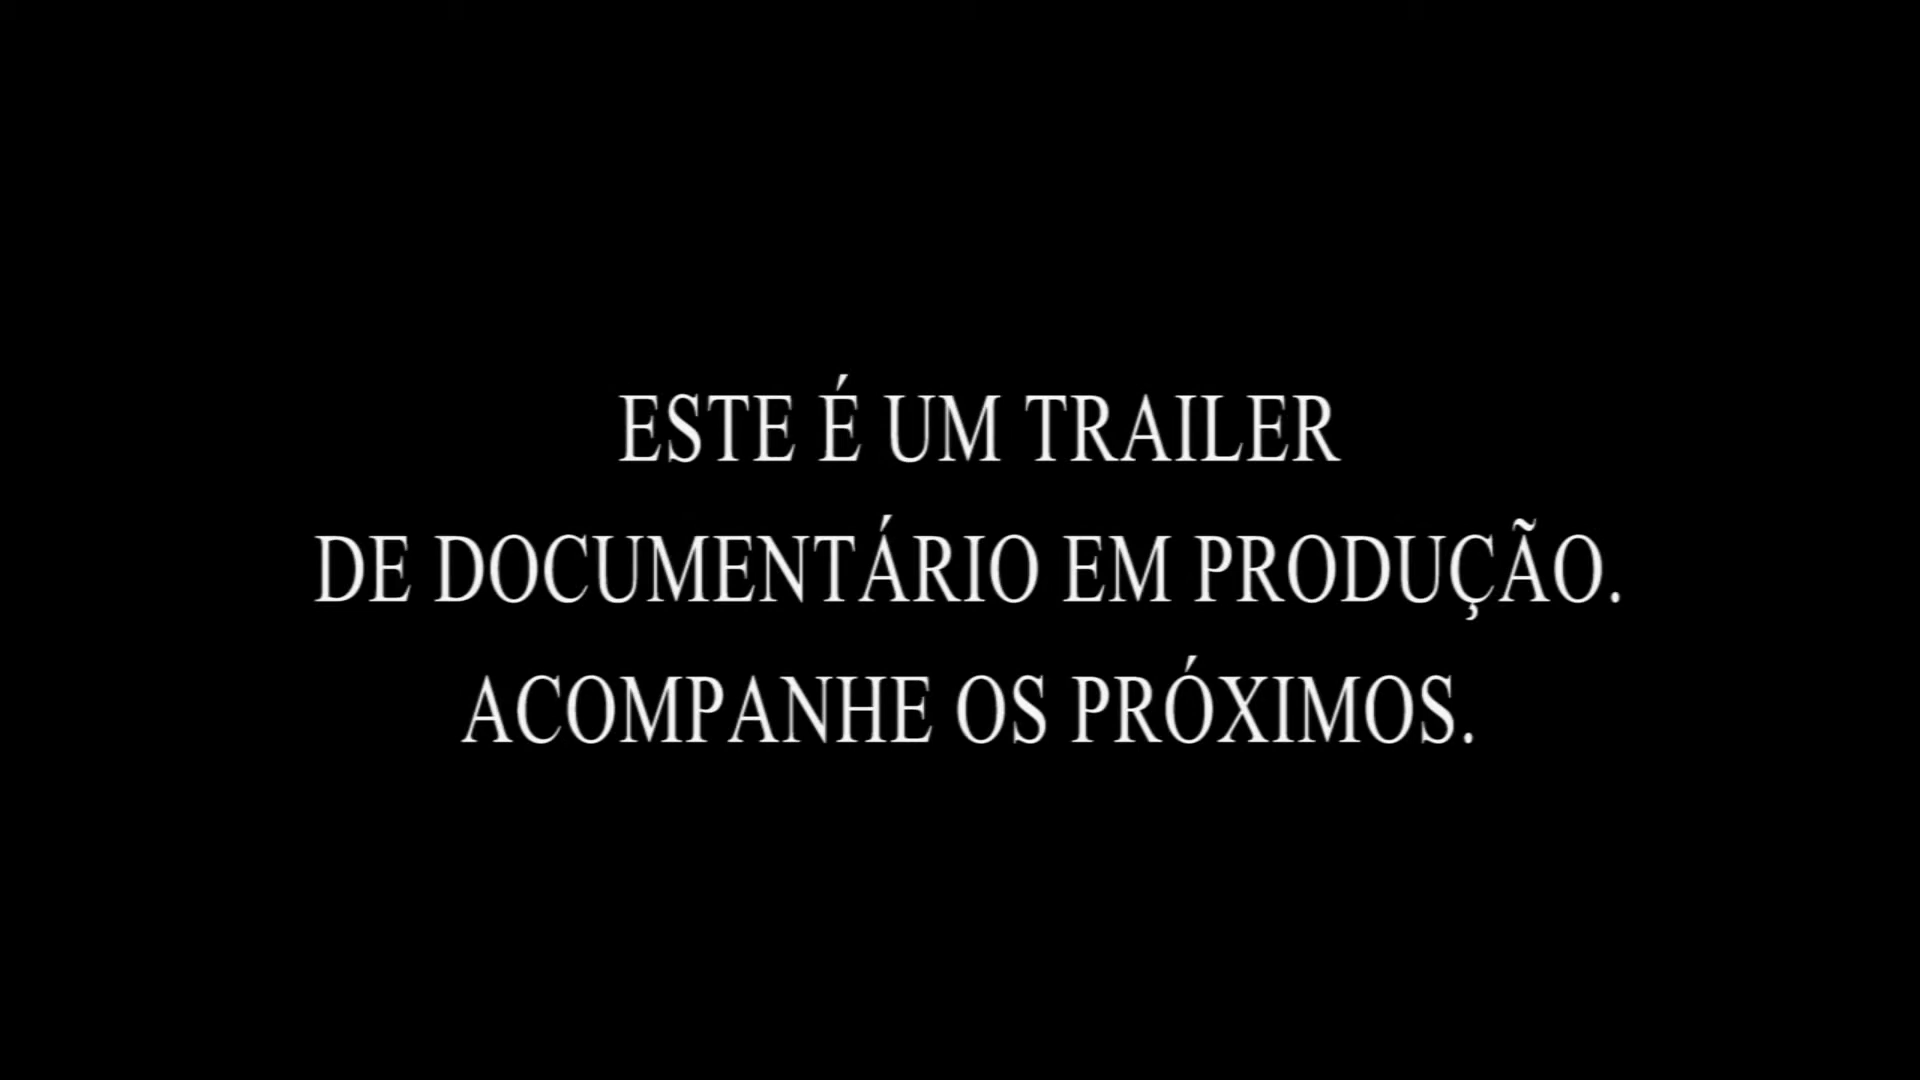 ESTE É UM TRAILER
DE DOCUMENTÁRIO EM PRODUÇÃO.
ACOMPANHE OS PRÓXIMOS.